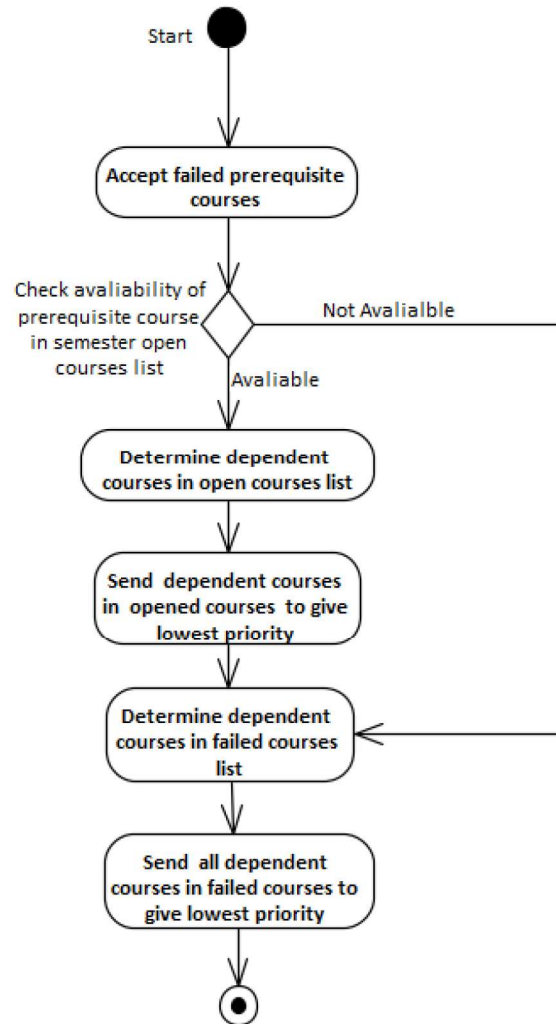 Start
Accept failed prerequisite
courses
Check avaliability of
prerequisite course
in semester open
courses list
Not Avalialble
Avaliable
Determine dependent
courses in open courses list
Send dependent courses
in opened courses to give
lowest priority
Determine dependent
courses in failed courses
list
Send all dependent
courses in failed courses to
give lowest priority